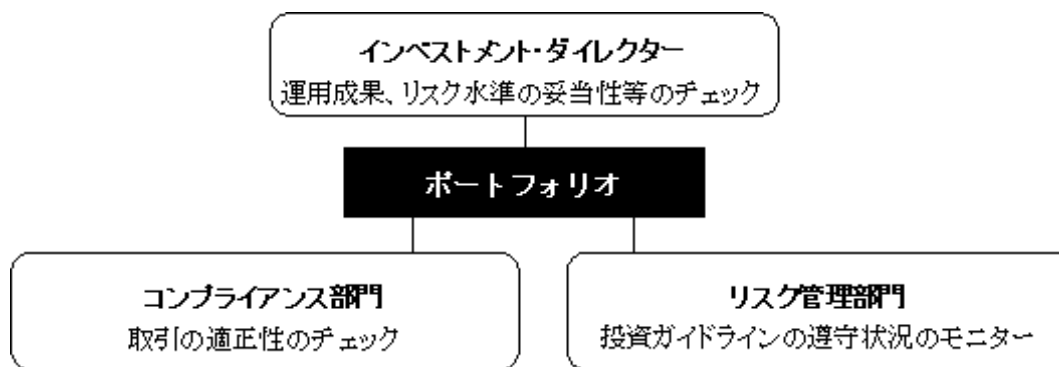 インベストメント・ダイレクター
運用成果、リスク水準の妥当性等のチェック
ポートフォリオ
コンプライアンス部門
取引の適正性のチェック
リスク管理部門
投資ガイドラインの遵守状況のモニター